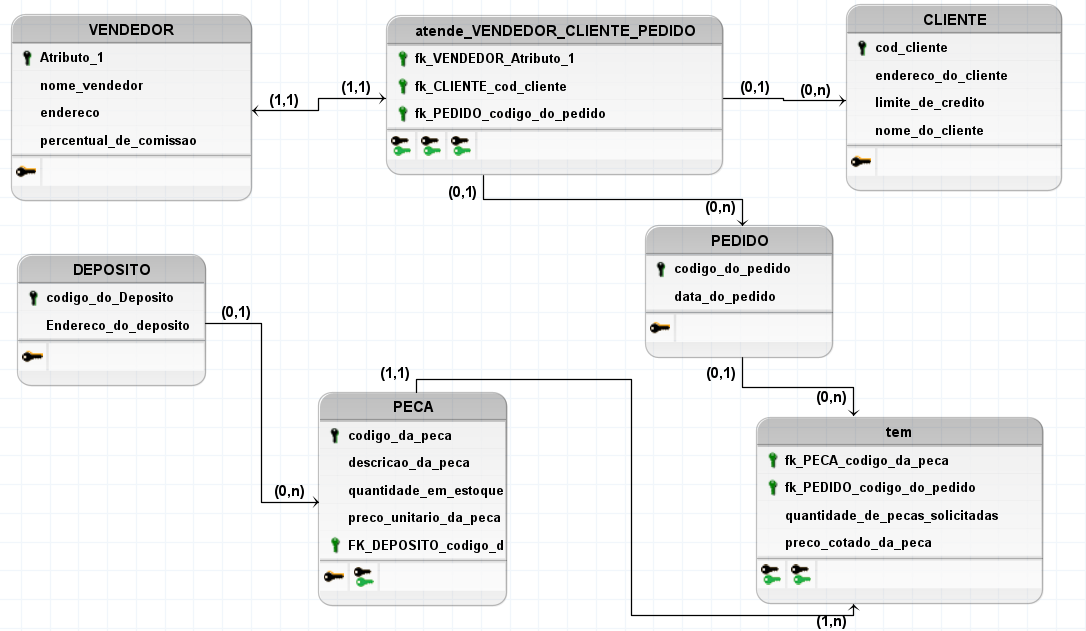 VENDEDOR
Atributo_1
nome_vendedor
endereco
percentual_de_comissao
(1,1)
(1,1)
atende_VENDEDOR_CLIENTE_PEDIDO
fk_VENDEDOR_Atributo_1
fk_CLIENTE_cod_cliente
fk_PEDIDO_codigo_do_pedido
(0,1)
(0,n)
CLIENTE
cod_cliente
endereco_do_cliente
limite_de_credito
nome_do_cliente
(0,1)
(0,n)
PEDIDO
codigo_do_pedido
data_do_pedido
DEPOSITO
codigo_do_Deposito
Endereco_do_deposito
(0,1)
(0,n)
(1,1)
PECA
codigo_da_peca
descricao_da_peca
quantidade_em_estoque
preco_unitario_da_peca
FK_DEPOSITO_codigo_d
(0,1)
(0,n)
tem
fk_PECA_codigo_da_peca
fk_PEDIDO_codigo_do_pedido
quantidade_de_pecas_solicitadas
preco_cotado_da_peca
(1,n)